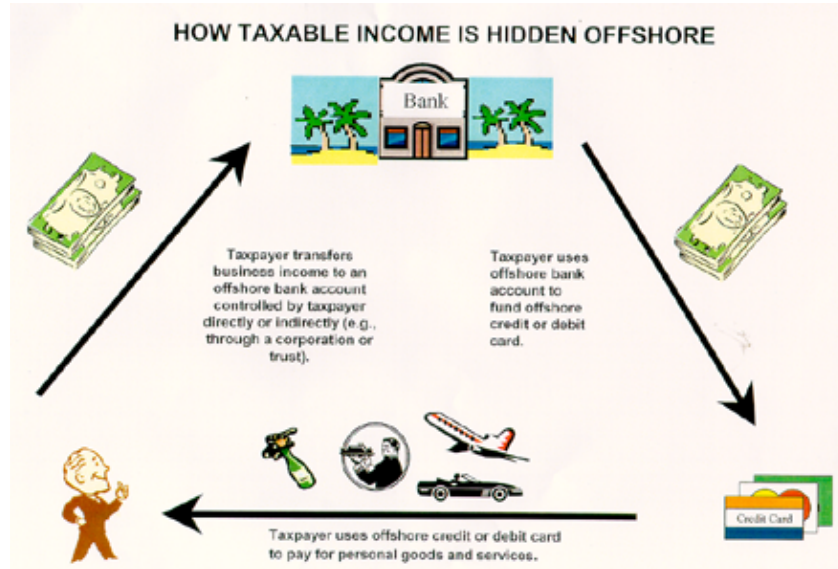 HOW TAXABLE INCOME IS HIDDEN OFFSHORE
Bank
Taxpayer transfers
business income to an
offshore bank account
controlled by taxpayer
directly or indirectly (e.g.,
through a corporation or
trust).
Taxpayer uses
offshore bank
account to
fund offshore
credit or debit
card.
Credit Card
Taxpayer uses offshore credit or debit card
to pay for personal goods and services.